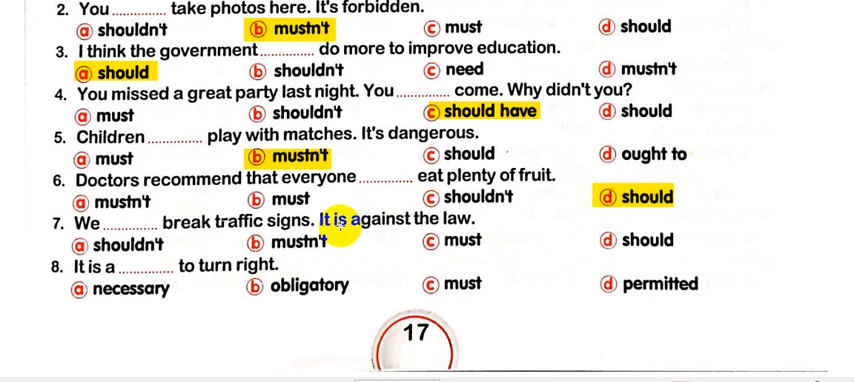 2. You .............. take photos here. It's forbidden.
a shouldn't b mustn't c must d should
3. I think the government .............. do more to improve education.
a should b shouldn't c need d mustn't
4. You missed a great party last night. You .............. come. Why didn't you?
a must b shouldn't c should have d should
5. Children .............. play with matches. It's dangerous.
a must b mustn't c should d ought to
6. Doctors recommend that everyone .............. eat plenty of fruit.
a mustn't b must c shouldn't d should
7. We .............. break traffic signs. It is against the law.
a shouldn't b mustn't c must d should
8. It is a .............. to turn right.
a necessary b obligatory c must d permitted
17